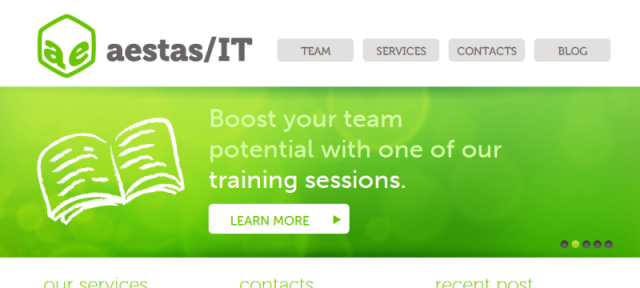 ae aestas/IT
TEAM SERVICES CONTACTS BLOG
Boost your team
potential with one of our
training sessions.
LEARN MORE
our services contacts recent post